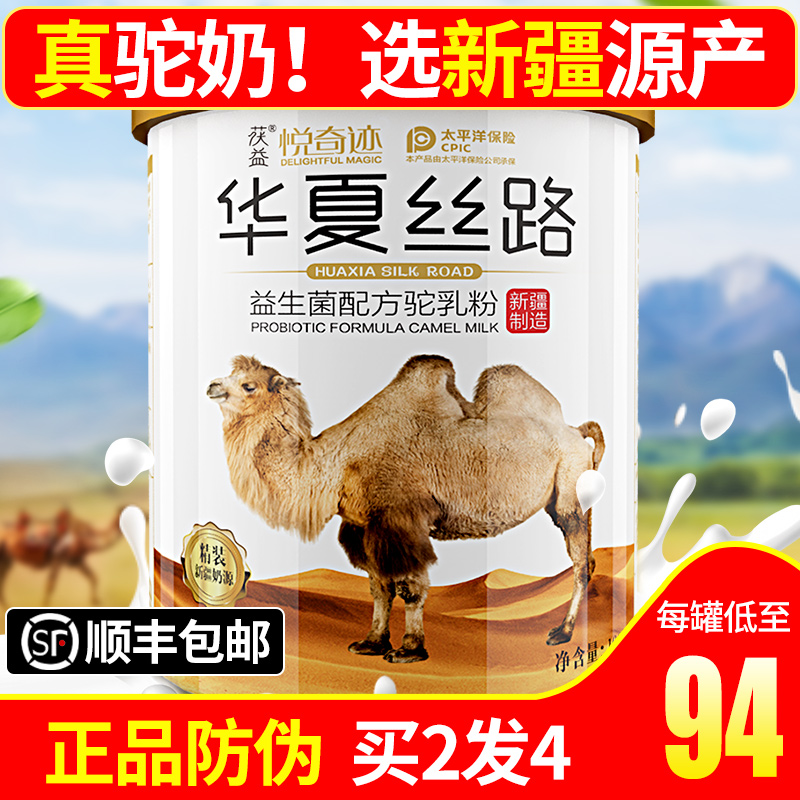 真驼奶！选新疆源产
茯益®
悦奇迹
DELIGHTFUL MAGIC
太平洋保险
CPIC
本产品由太平洋保险公司承保
华夏丝路
HUAXIA SILK ROAD
益生菌配方驼乳粉
PROBIOTIC FORMULA CAMEL MILK
新疆
制造
精装
新疆奶源
净含量:
SF
顺丰包邮
每罐低至
94
正品防伪 买2发4